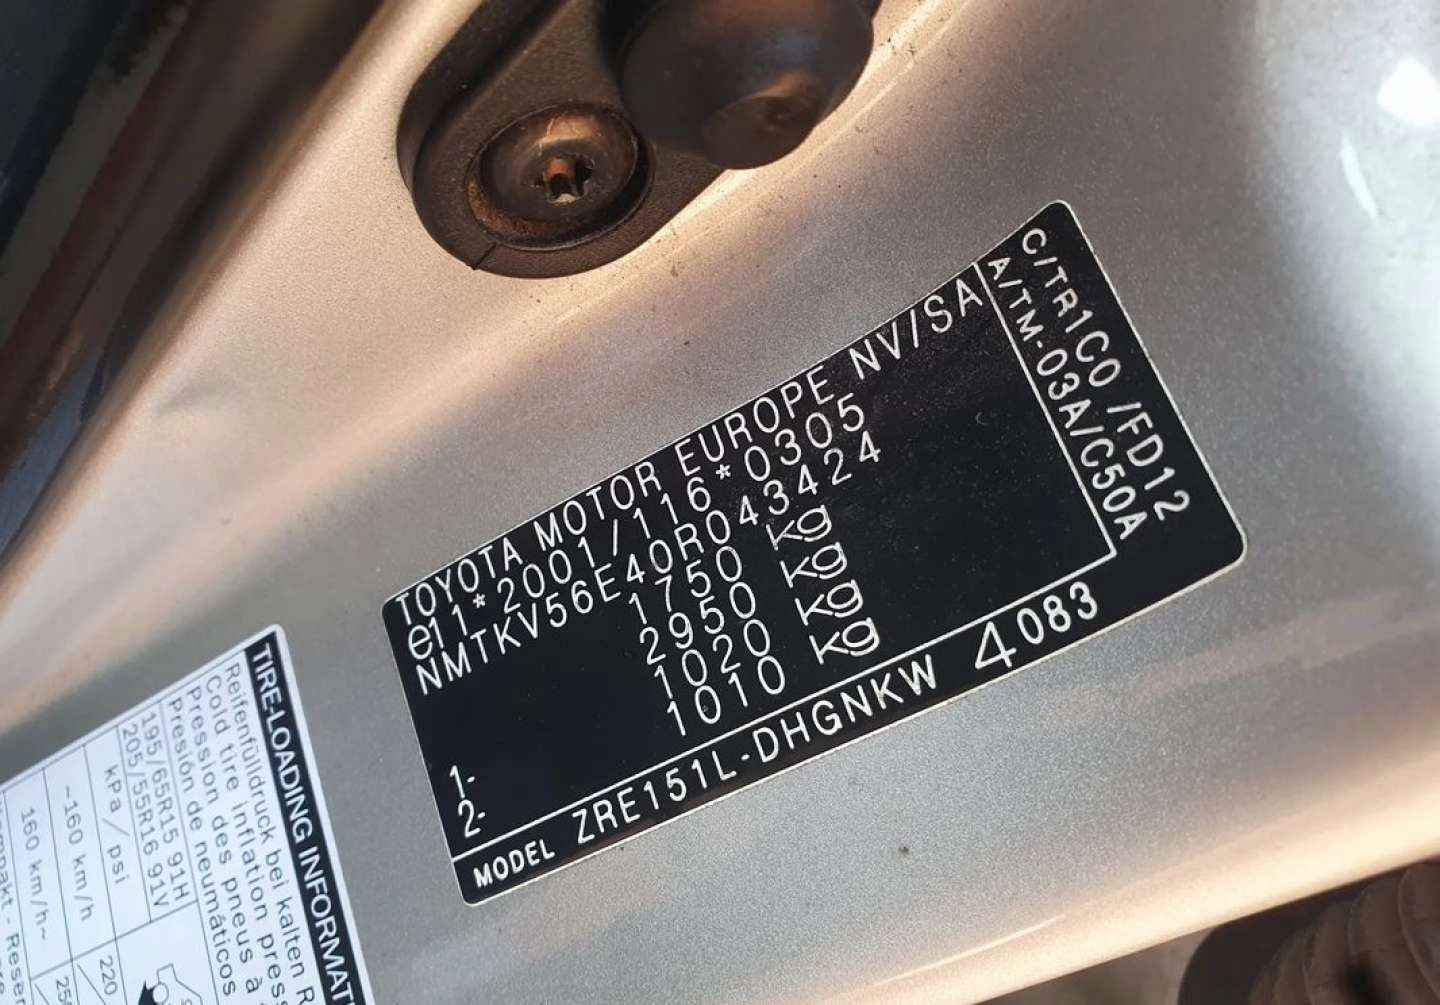 TOYOTA MOTOR EUROPE NV/SA
e11*2001/116*0305
NMTKV56E40R043424
1750 kg
2950 kg
1- 1020 kg
2- 1010 kg
C/TR1C0 /FD12
A/TM-03A/C50A
MODEL ZRE151L-DHGNKW 4083
TIRE-LOADING INFORMAT
Reifenfülldruck bei kalten R
Cold tire inflation press
Pression des pneus à
Presión de neumáticos
195/65R15 91H
205/55R16 91V
kPa / psi
~160 km/h 220
160 km/h~